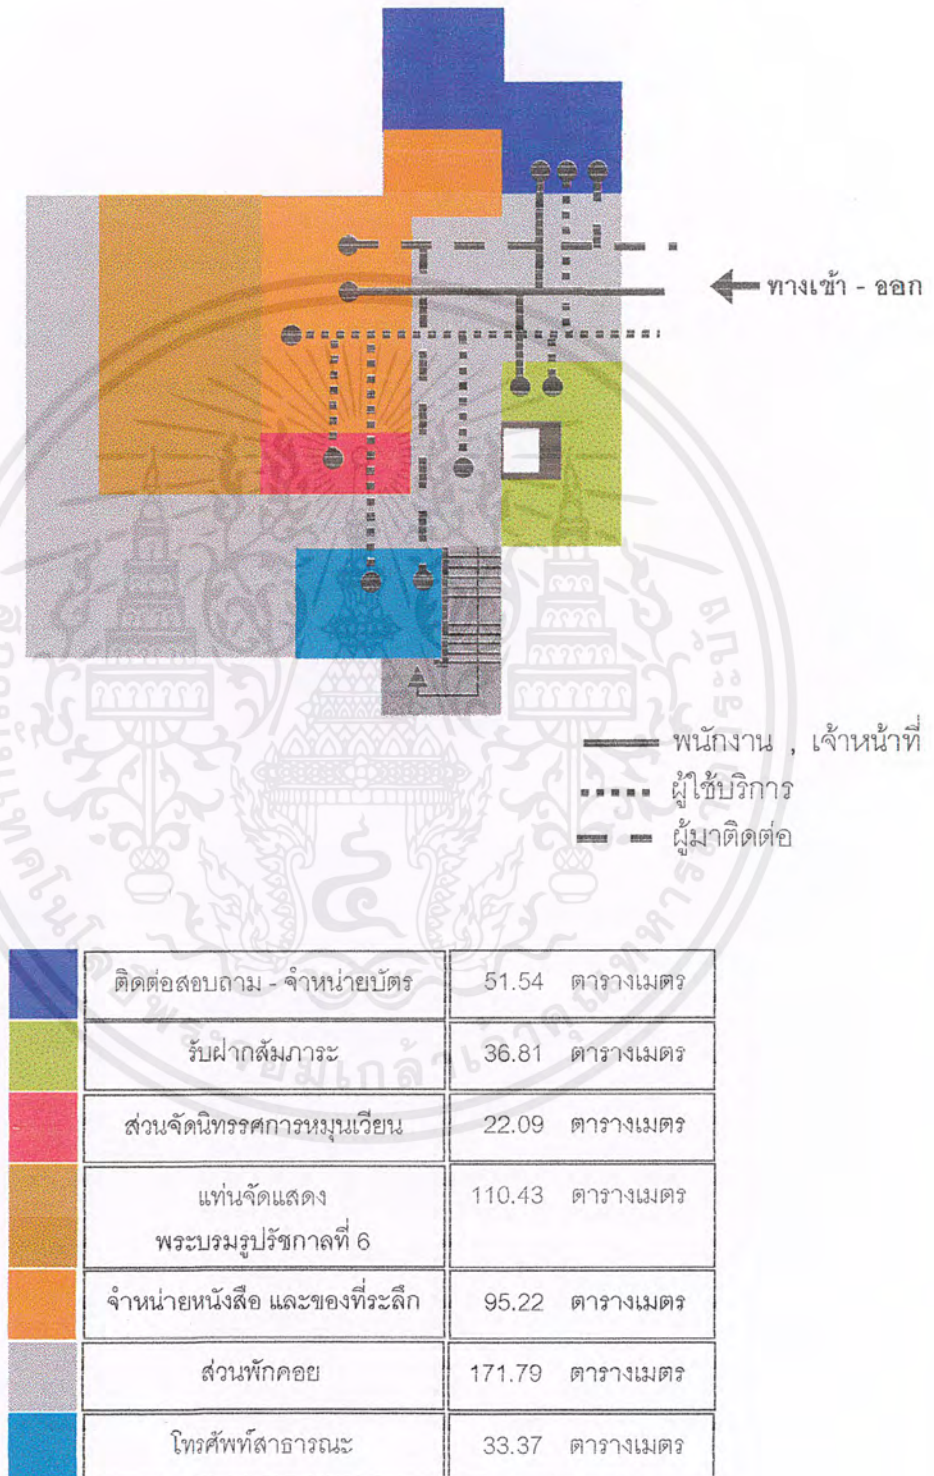 ทางเข้า - ออก
พนักงาน , เจ้าหน้าที่
ผู้ใช้บริการ
ผู้มาติดต่อ
ติดต่อสอบถาม - จำหน่ายบัตร 51.54 ตารางเมตร
รับฝากสัมภาระ 36.81 ตารางเมตร
ส่วนจัดนิทรรศการหมุนเวียน 22.09 ตารางเมตร
แท่นจัดแสดง 110.43 ตารางเมตร
พระบรมรูปรัชกาลที่ 6
จำหน่ายหนังสือ และของที่ระลึก 95.22 ตารางเมตร
ส่วนพักคอย 171.79 ตารางเมตร
โทรศัพท์สาธารณะ 33.37 ตารางเมตร